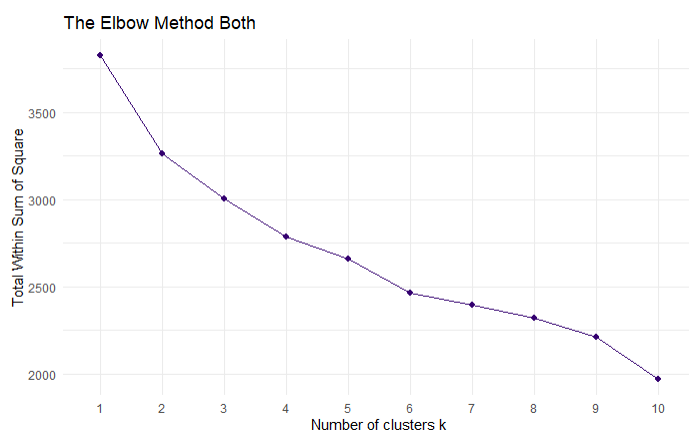 The Elbow Method Both
Total Within Sum of Square
3500
3000
2500
2000
1 2 3 4 5 6 7 8 9 10
Number of clusters k